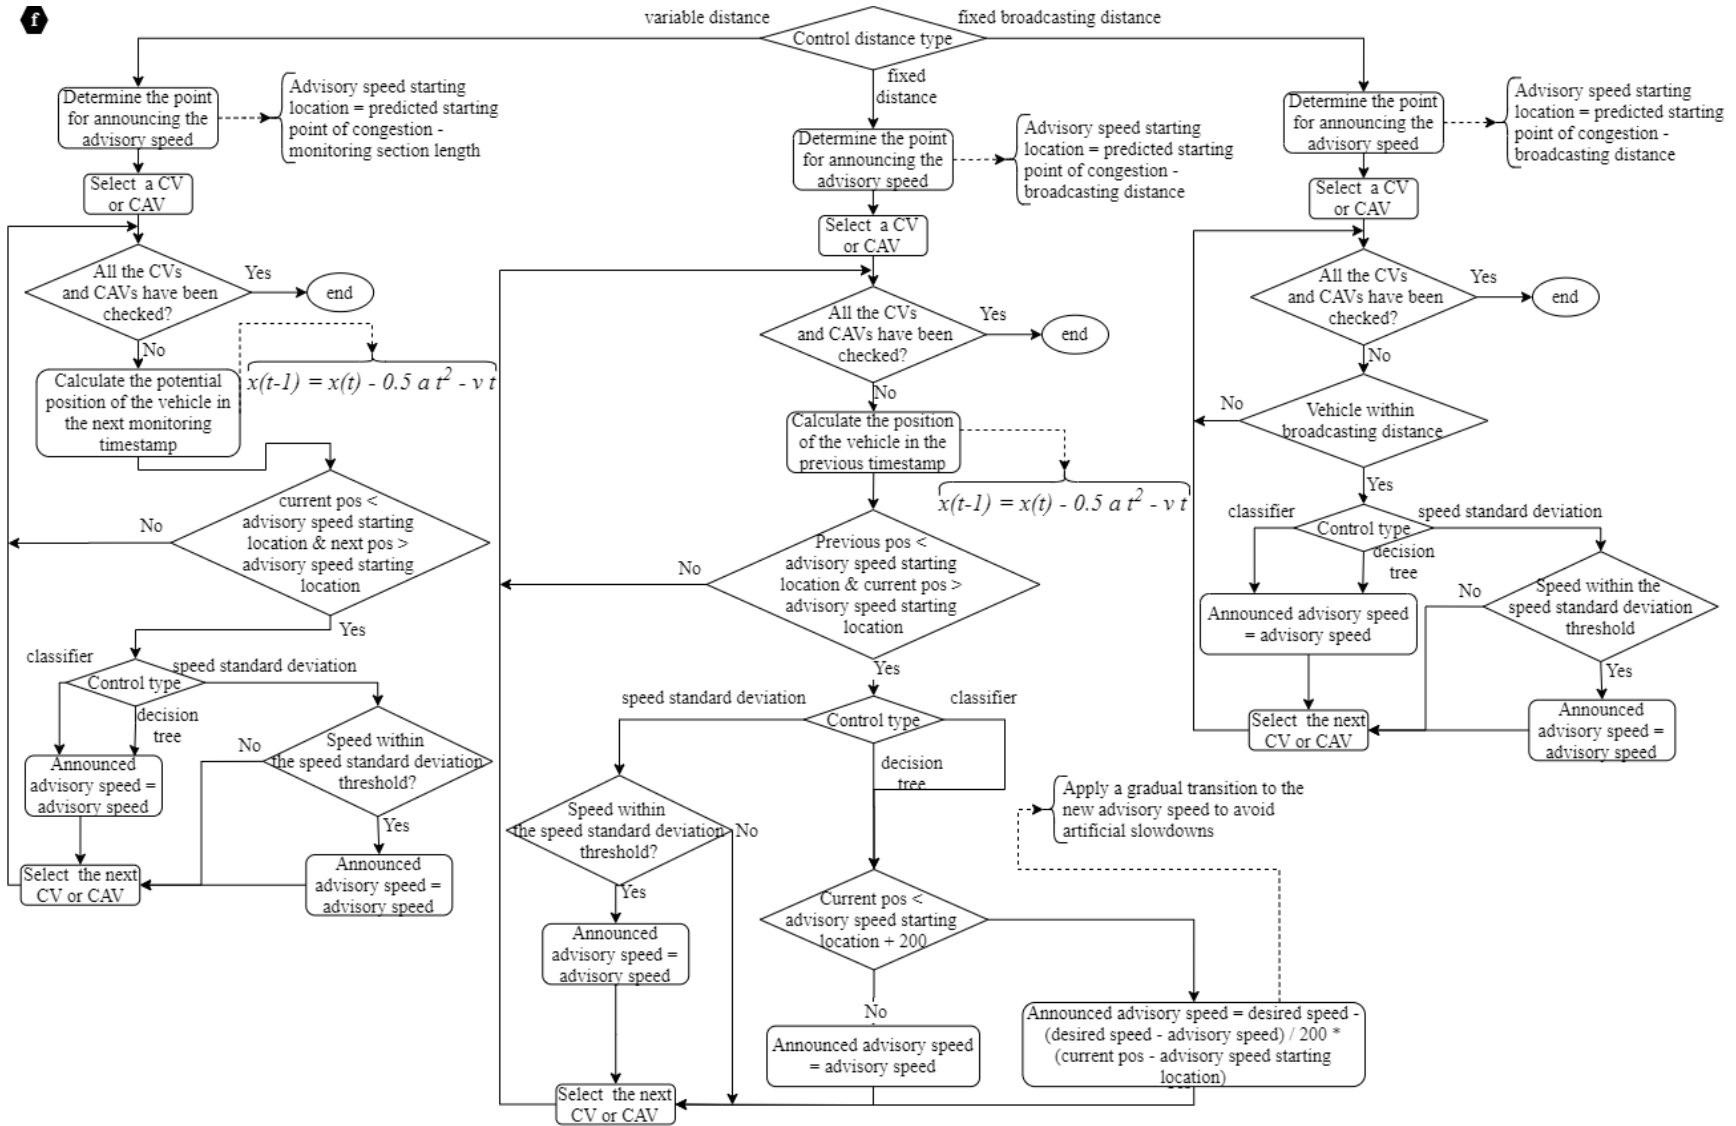 f
variable distance
Control distance type
fixed broadcasting distance
fixed
distance
Determine the point
for announcing the
advisory speed
Advisory speed starting
location = predicted starting
point of congestion -
monitoring section length
Select a CV
or CAV
All the CVs
and CAVs have been
checked?
Yes
end
No
Calculate the potential
position of the vehicle in
the next monitoring
timestamp
x(t-1) = x(t) - 0.5 a t² - v t
current pos <
advisory speed starting
location & next pos >
advisory speed starting
location
No
Yes
classifier
Control type
speed standard deviation
decision
tree
Announced
advisory speed =
advisory speed
No
Speed within
the speed standard deviation
threshold?
Yes
Announced
advisory speed =
advisory speed
Select the next
CV or CAV
Determine the point
for announcing the
advisory speed
Advisory speed starting
location = predicted starting
point of congestion -
broadcasting distance
Select a CV
or CAV
All the CVs
and CAVs have been
checked?
Yes
end
No
Calculate the position
of the vehicle in the
previous timestamp
x(t-1) = x(t) - 0.5 a t² - v t
Previous pos <
advisory speed starting
location & current pos >
advisory speed starting
location
No
Yes
speed standard deviation
Control type
classifier
decision
tree
Speed within
the speed standard deviation
threshold?
No
Yes
Announced
advisory speed =
advisory speed
Current pos <
advisory speed starting
location + 200
No
Announced advisory speed
= advisory speed
Apply a gradual transition to the
new advisory speed to avoid
artificial slowdowns
Announced advisory speed = desired speed -
(desired speed - advisory speed) / 200 *
(current pos - advisory speed starting
location)
Select the next
CV or CAV
Determine the point
for announcing the
advisory speed
Advisory speed starting
location = predicted starting
point of congestion -
broadcasting distance
Select a CV
or CAV
All the CVs
and CAVs have been
checked?
Yes
end
No
Vehicle within
broadcasting distance
No
Yes
classifier
Control type
speed standard deviation
decision
tree
Announced advisory speed
= advisory speed
No
Speed within the
speed standard deviation
threshold
Yes
Announced
advisory speed =
advisory speed
Select the next
CV or CAV